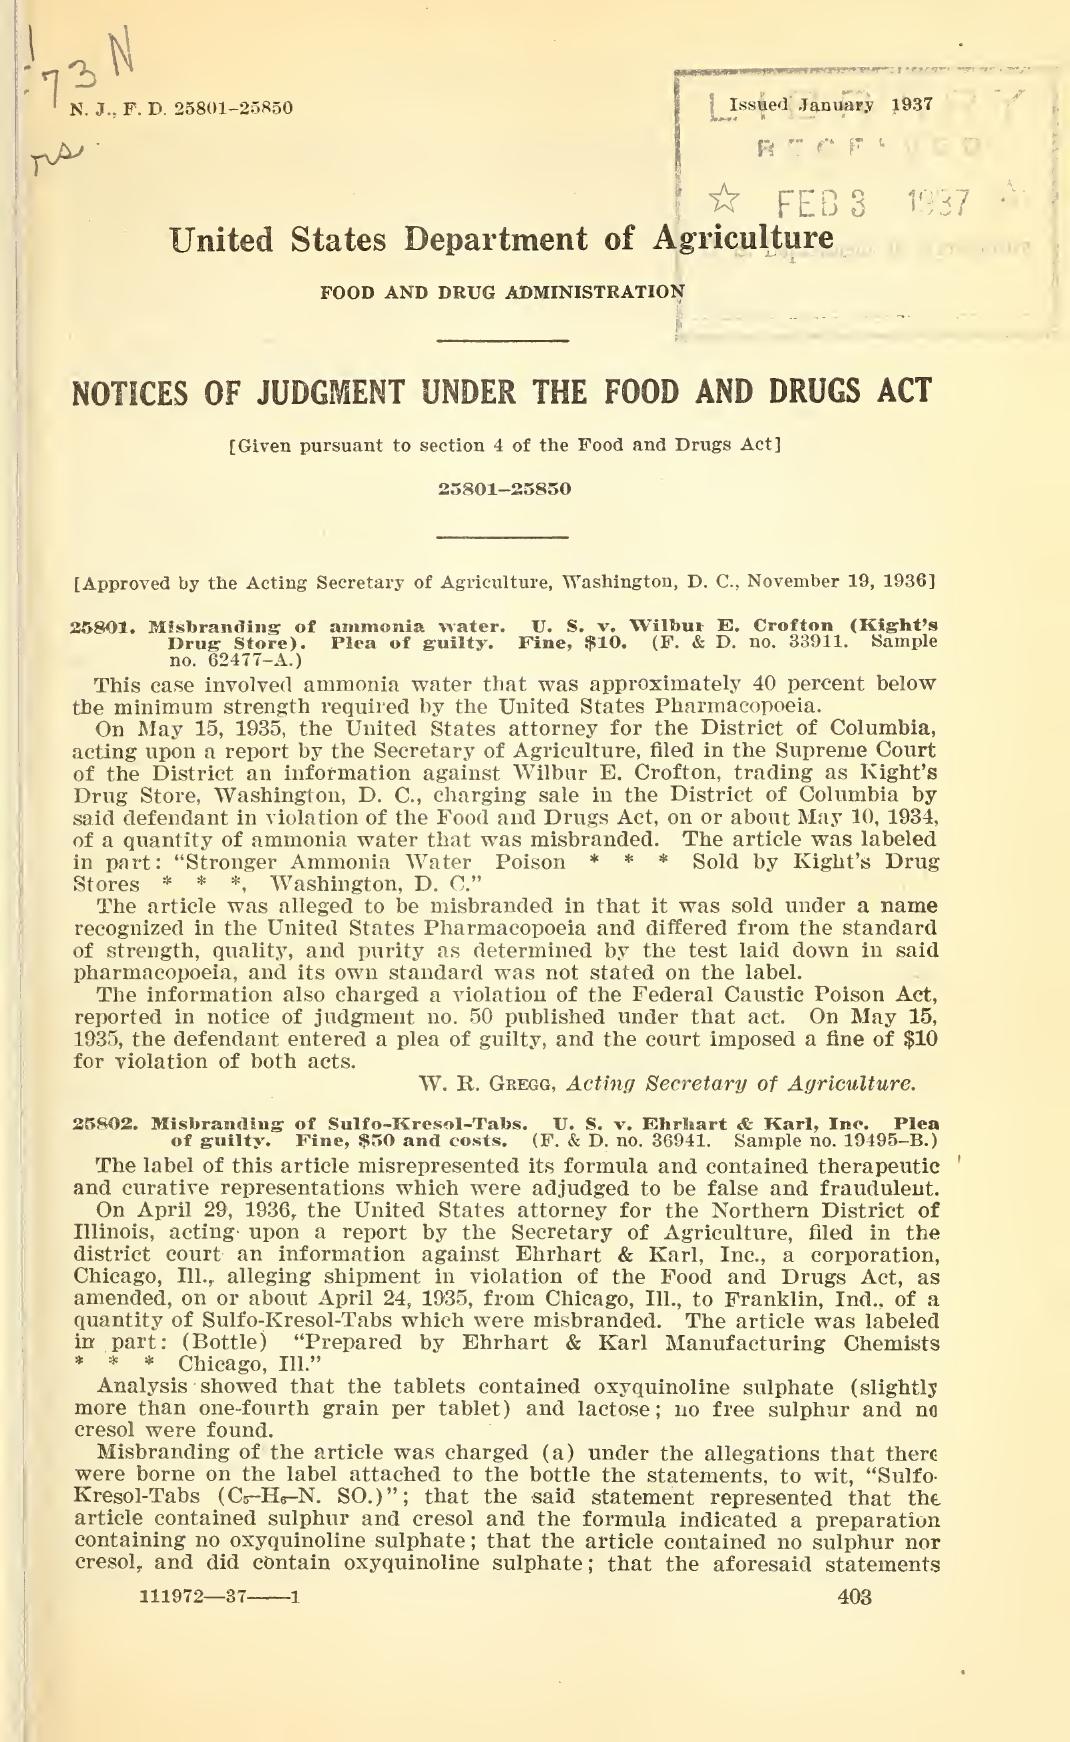 73 N
N. J., F. D. 25801–25850
Issued January 1937
LIBRARY
RECEIVED
☆ FEB 3 1937
United States Department of Agriculture
FOOD AND DRUG ADMINISTRATION
NOTICES OF JUDGMENT UNDER THE FOOD AND DRUGS ACT
[Given pursuant to section 4 of the Food and Drugs Act]
25801–25850
[Approved by the Acting Secretary of Agriculture, Washington, D. C., November 19, 1936]
25801. Misbranding of ammonia water. U. S. v. Wilbur E. Crofton (Kight's
Drug Store). Plea of guilty. Fine, $10. (F. & D. no. 33911. Sample
no. 62477–A.)
This case involved ammonia water that was approximately 40 percent below
the minimum strength required by the United States Pharmacopoeia.
On May 15, 1935, the United States attorney for the District of Columbia,
acting upon a report by the Secretary of Agriculture, filed in the Supreme Court
of the District an information against Wilbur E. Crofton, trading as Kight's
Drug Store, Washington, D. C., charging sale in the District of Columbia by
said defendant in violation of the Food and Drugs Act, on or about May 10, 1934,
of a quantity of ammonia water that was misbranded. The article was labeled
in part: "Stronger Ammonia Water Poison * * * Sold by Kight's Drug
Stores * * *, Washington, D. C."
The article was alleged to be misbranded in that it was sold under a name
recognized in the United States Pharmacopoeia and differed from the standard
of strength, quality, and purity as determined by the test laid down in said
pharmacopoeia, and its own standard was not stated on the label.
The information also charged a violation of the Federal Caustic Poison Act,
reported in notice of judgment no. 50 published under that act. On May 15,
1935, the defendant entered a plea of guilty, and the court imposed a fine of $10
for violation of both acts.
W. R. GREGG, Acting Secretary of Agriculture.
25802. Misbranding of Sulfo-Kresol-Tabs. U. S. v. Ehrhart & Karl, Inc. Plea
of guilty. Fine, $50 and costs. (F. & D. no. 36941. Sample no. 19495–B.)
The label of this article misrepresented its formula and contained therapeutic
and curative representations which were adjudged to be false and fraudulent.
On April 29, 1936, the United States attorney for the Northern District of
Illinois, acting upon a report by the Secretary of Agriculture, filed in the
district court an information against Ehrhart & Karl, Inc., a corporation,
Chicago, Ill., alleging shipment in violation of the Food and Drugs Act, as
amended, on or about April 24, 1935, from Chicago, Ill., to Franklin, Ind., of a
quantity of Sulfo-Kresol-Tabs which were misbranded. The article was labeled
in part: (Bottle) "Prepared by Ehrhart & Karl Manufacturing Chemists
* * * Chicago, Ill."
Analysis showed that the tablets contained oxyquinoline sulphate (slightly
more than one-fourth grain per tablet) and lactose; no free sulphur and no
cresol were found.
Misbranding of the article was charged (a) under the allegations that there
were borne on the label attached to the bottle the statements, to wit, "Sulfo-
Kresol-Tabs (C₅–H₆–N. SO.)"; that the said statement represented that the
article contained sulphur and cresol and the formula indicated a preparation
containing no oxyquinoline sulphate; that the article contained no sulphur nor
cresol, and did contain oxyquinoline sulphate; that the aforesaid statements
111972—37——1
403